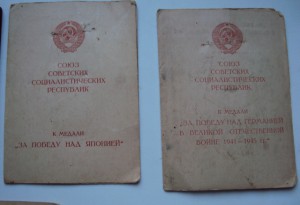 СОЮЗ
СОВЕТСКИХ
СОЦИАЛИСТИЧЕСКИХ
РЕСПУБЛИК
К МЕДАЛИ
"ЗА ПОБЕДУ НАД ЯПОНИЕЙ"
СОЮЗ
СОВЕТСКИХ
СОЦИАЛИСТИЧЕСКИХ
РЕСПУБЛИК
К МЕДАЛИ
"ЗА ПОБЕДУ НАД ГЕРМАНИЕЙ
В ВЕЛИКОЙ ОТЕЧЕСТВЕННОЙ
ВОЙНЕ 1941–1945 гг."